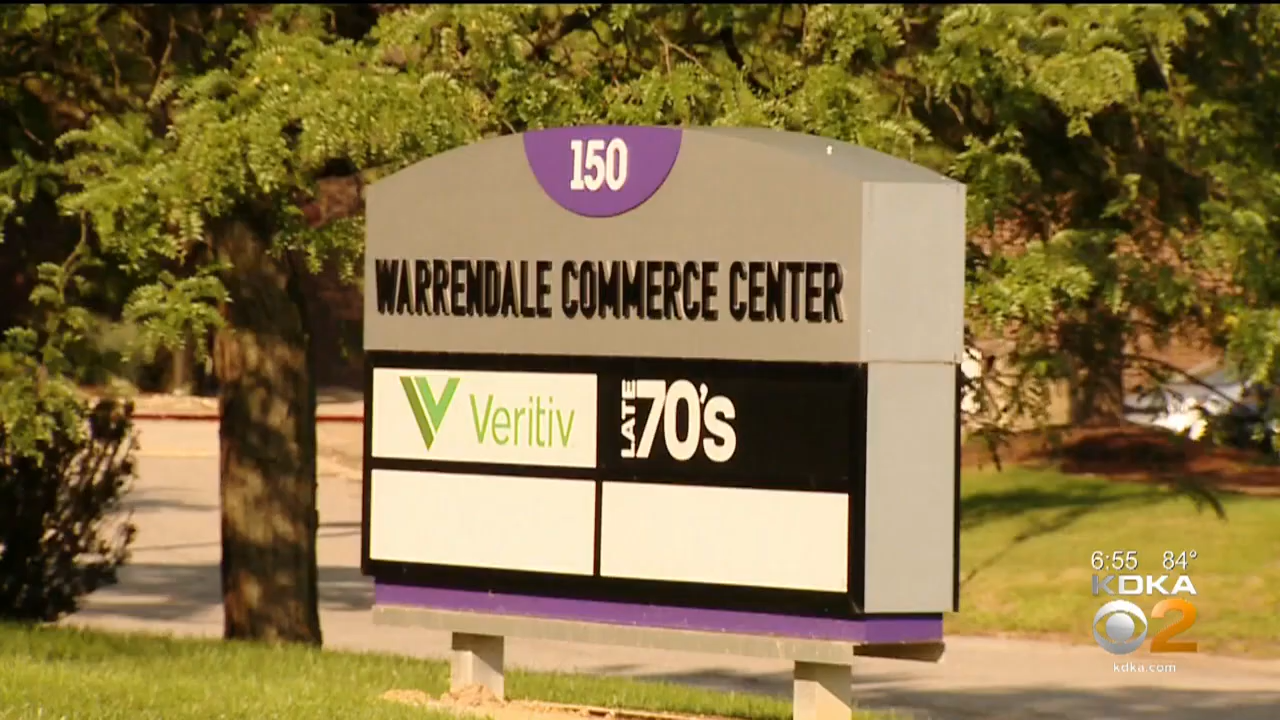 150
WARRENDALE COMMERCE CENTER
Veritiv
LATE 70's
6:55 84°
KDKA
2
kdka.com